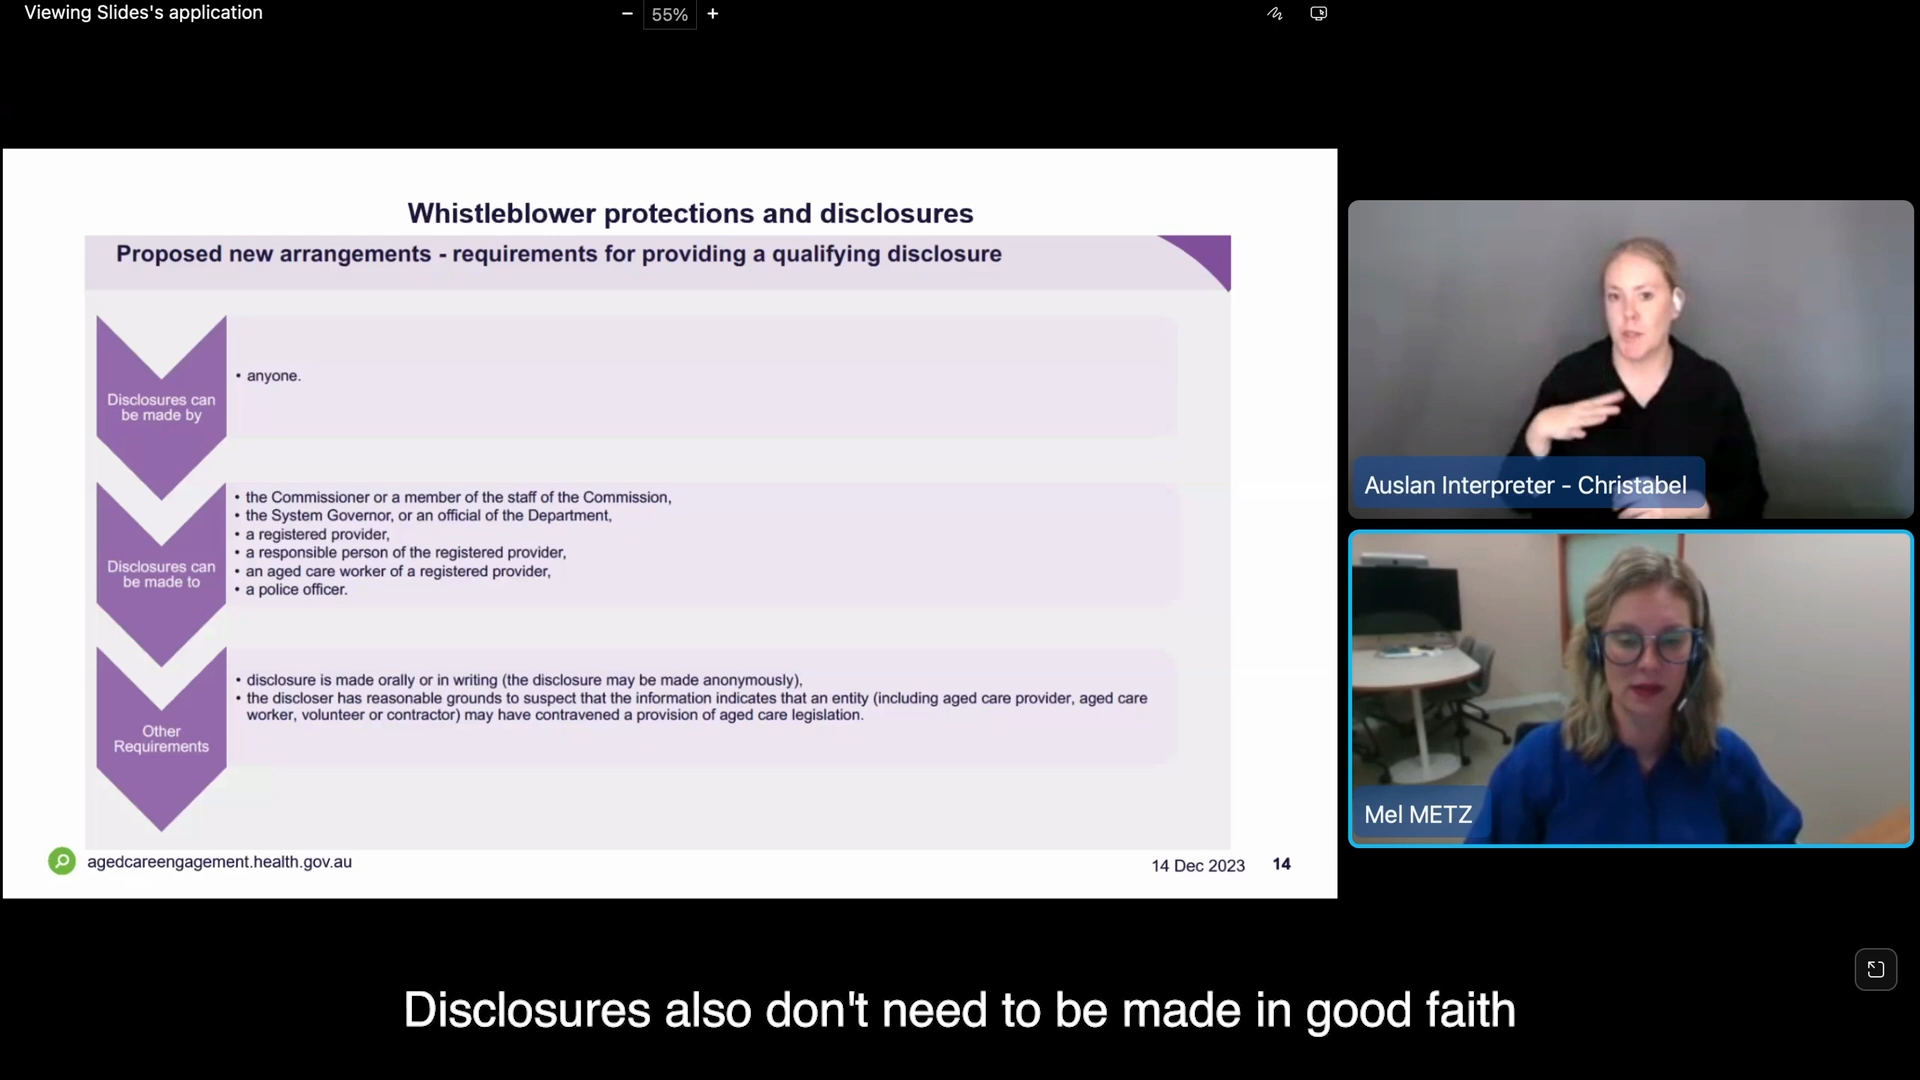 Viewing Slides's application
− 55% +
Whistleblower protections and disclosures
Proposed new arrangements - requirements for providing a qualifying disclosure
Disclosures can
be made by
• anyone.
Disclosures can
be made to
• the Commissioner or a member of the staff of the Commission,
• the System Governor, or an official of the Department,
• a registered provider,
• a responsible person of the registered provider,
• an aged care worker of a registered provider,
• a police officer.
Other
Requirements
• disclosure is made orally or in writing (the disclosure may be made anonymously),
• the discloser has reasonable grounds to suspect that the information indicates that an entity (including aged care provider, aged care
worker, volunteer or contractor) may have contravened a provision of aged care legislation.
agedcareengagement.health.gov.au
14 Dec 2023 14
Auslan Interpreter - Christabel
Mel METZ
Disclosures also don't need to be made in good faith